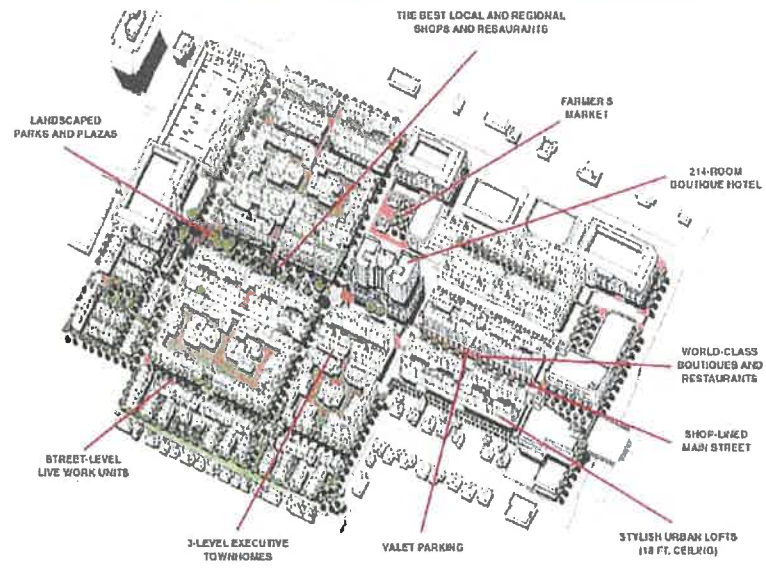 THE BEST LOCAL AND REGIONAL
SHOPS AND RESAURANTS
LANDSCAPED
PARKS AND PLAZAS
FARMER'S
MARKET
214-ROOM
BOUTIQUE HOTEL
WORLD-CLASS
BOUTIQUES AND
RESTAURANTS
SHOP-LINED
MAIN STREET
STREET-LEVEL
LIVE WORK UNITS
3-LEVEL EXECUTIVE
TOWNHOMES
VALET PARKING
STYLISH URBAN LOFTS
(18 FT. CEILING)